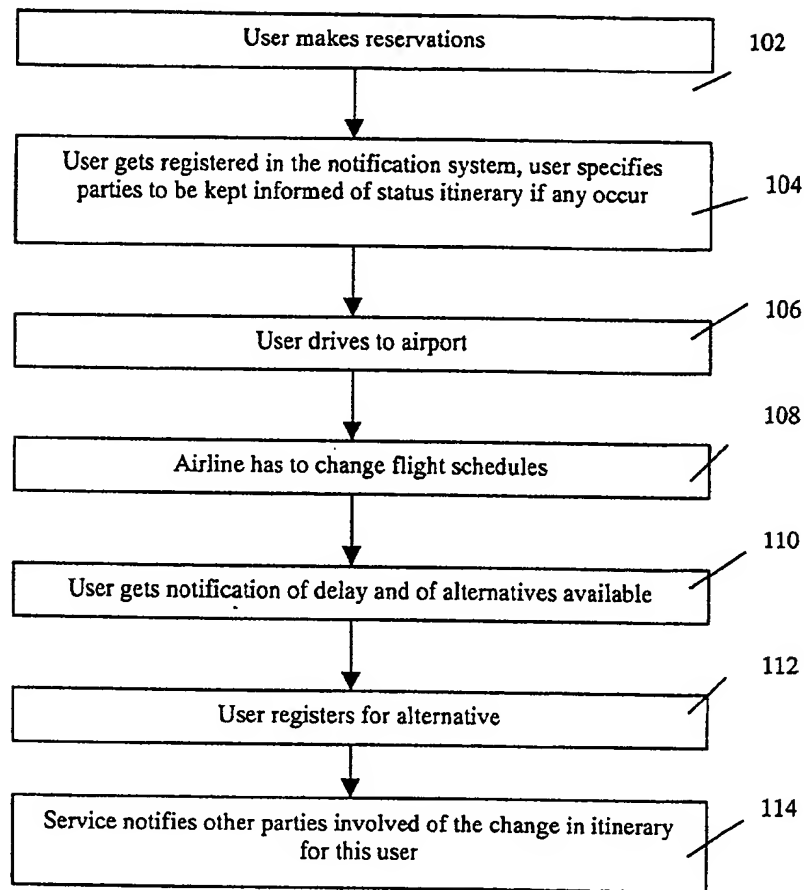 User makes reservations
102
User gets registered in the notification system, user specifies
parties to be kept informed of status itinerary if any occur
104
106
User drives to airport
108
Airline has to change flight schedules
110
User gets notification of delay and of alternatives available
112
User registers for alternative
114
Service notifies other parties involved of the change in itinerary
for this user